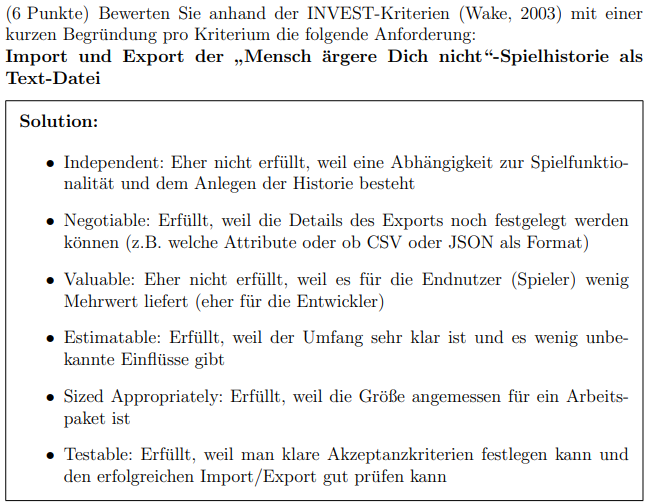 (6 Punkte) Bewerten Sie anhand der INVEST-Kriterien (Wake, 2003) mit einer
kurzen Begründung pro Kriterium die folgende Anforderung:
Import und Export der „Mensch ärgere Dich nicht“-Spielhistorie als
Text-Datei
Solution:
• Independent: Eher nicht erfüllt, weil eine Abhängigkeit zur Spielfunktio-
nalität und dem Anlegen der Historie besteht
• Negotiable: Erfüllt, weil die Details des Exports noch festgelegt werden
können (z.B. welche Attribute oder ob CSV oder JSON als Format)
• Valuable: Eher nicht erfüllt, weil es für die Endnutzer (Spieler) wenig
Mehrwert liefert (eher für die Entwickler)
• Estimatable: Erfüllt, weil der Umfang sehr klar ist und es wenig unbe-
kannte Einflüsse gibt
• Sized Appropriately: Erfüllt, weil die Größe angemessen für ein Arbeits-
paket ist
• Testable: Erfüllt, weil man klare Akzeptanzkriterien festlegen kann und
den erfolgreichen Import/Export gut prüfen kann